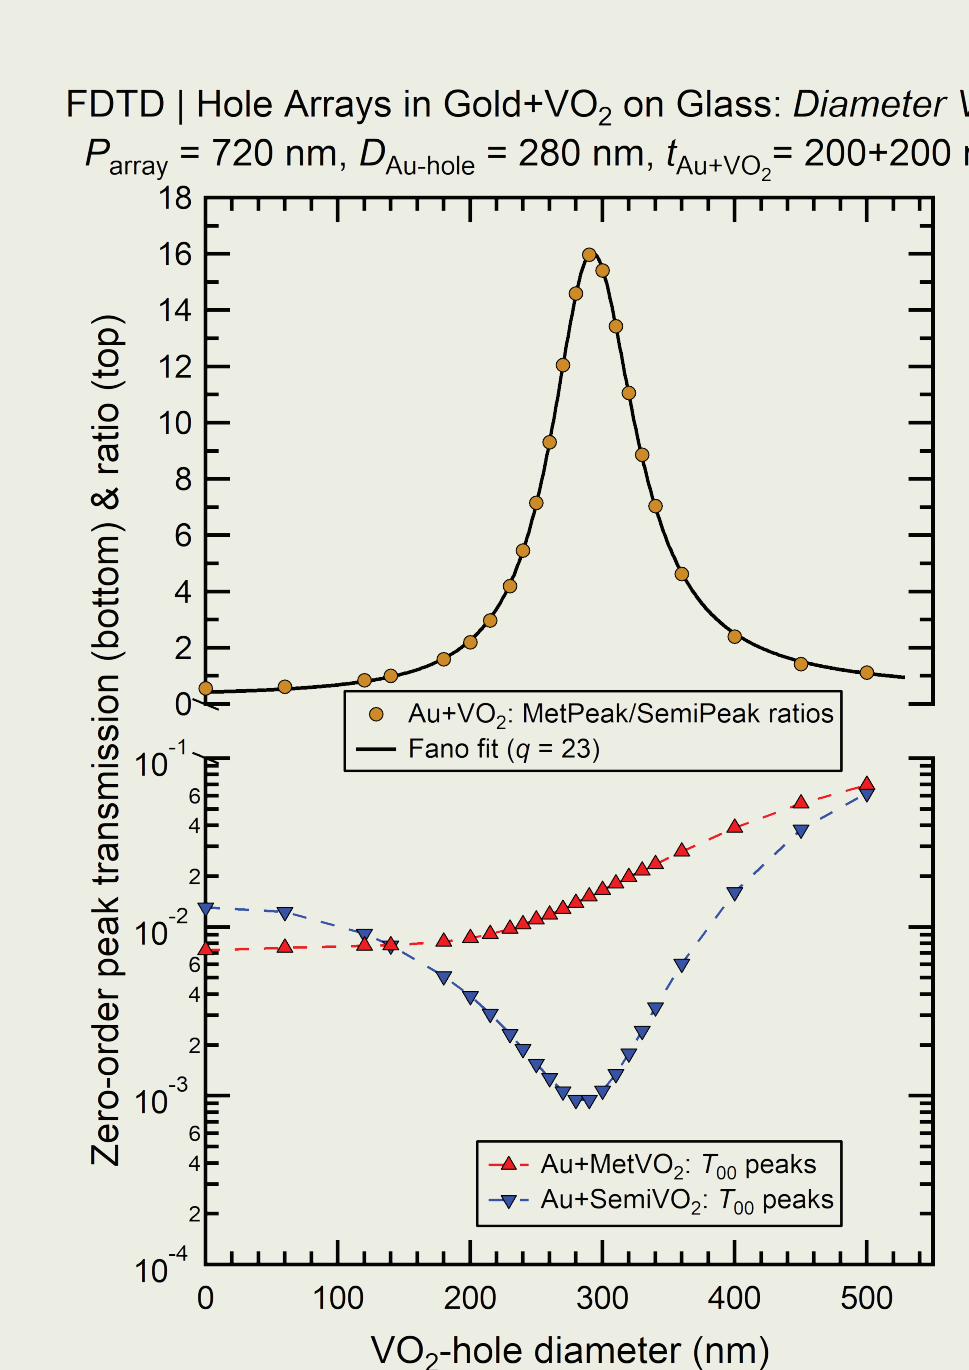 FDTD | Hole Arrays in Gold+VO₂ on Glass: Diameter
P_array = 720 nm, D_Au-hole = 280 nm, t_Au+VO₂ = 200+200
18
16
14
12
10
8
6
4
2
0
Zero-order peak transmission (bottom) & ratio (top)
Au+VO₂: MetPeak/SemiPeak ratios
Fano fit (q = 23)
10⁻¹
6
4
2
10⁻²
6
4
2
10⁻³
6
4
2
10⁻⁴
Au+MetVO₂: T₀₀ peaks
Au+SemiVO₂: T₀₀ peaks
0 100 200 300 400 500
VO₂-hole diameter (nm)